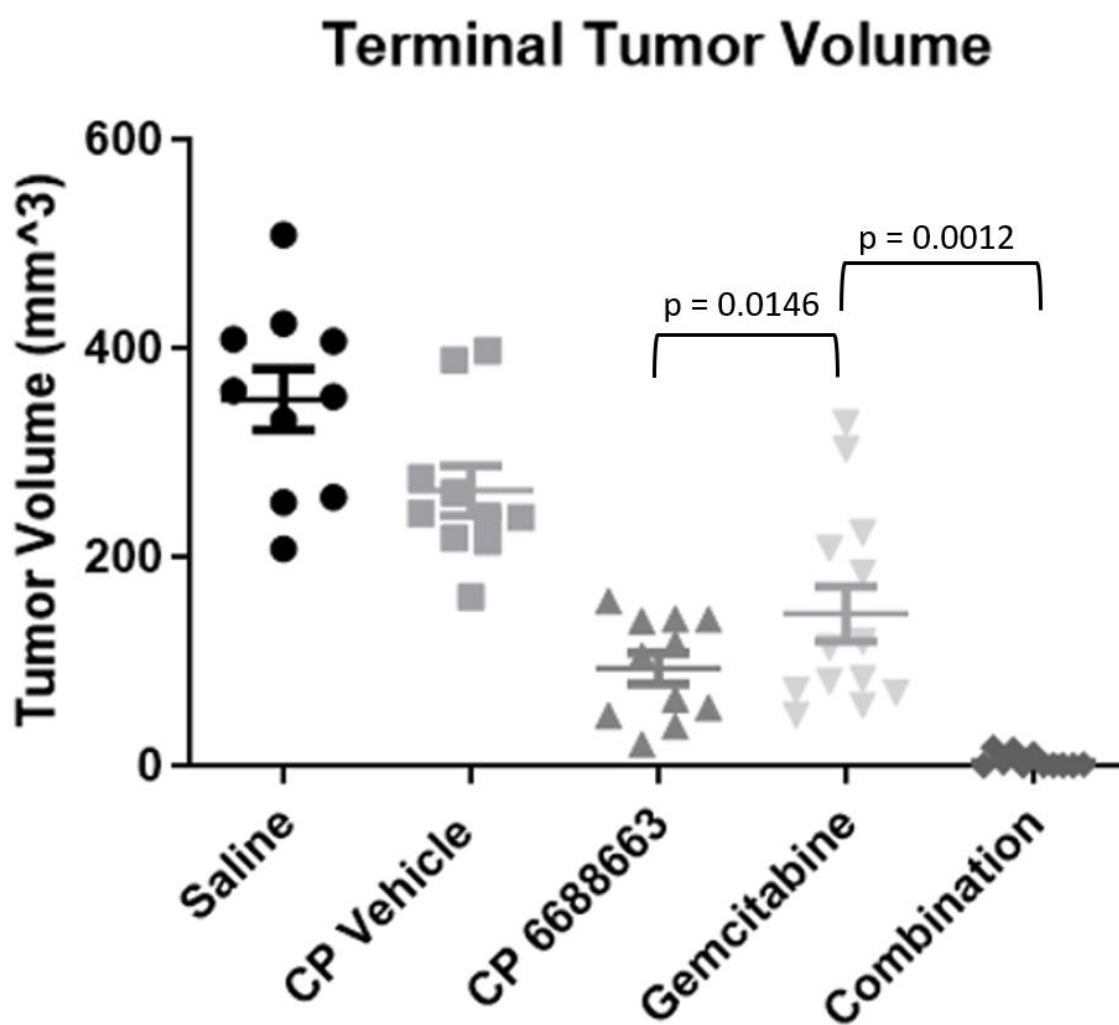 Terminal Tumor Volume
Tumor Volume (mm^3)
600
400
200
0
p = 0.0012
p = 0.0146
Saline
CP Vehicle
CP 6688663
Gemcitabine
Combination